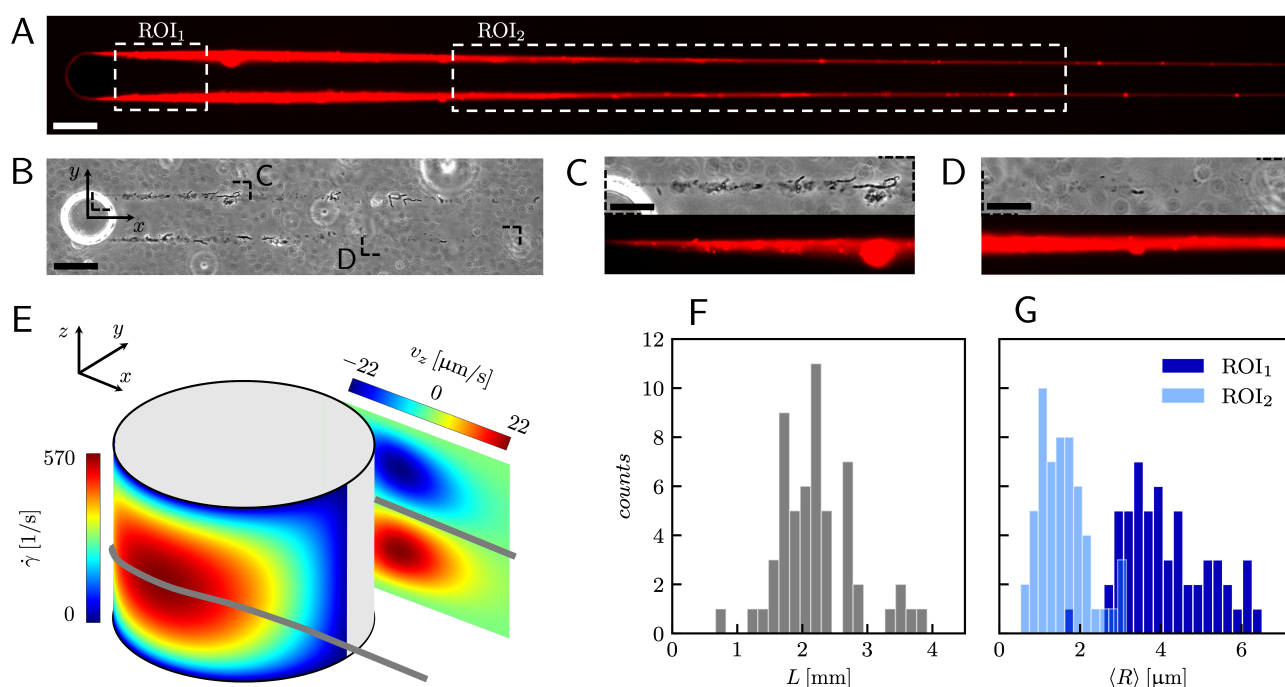 A
ROI₁
ROI₂
B
y
x
C
D
C
D
E
z
y
x
v_z [μm/s]
−22
0
22
570
γ̇ [1/s]
0
F
12
10
8
6
4
2
0
counts
0
1
2
3
4
L [mm]
G
ROI₁
ROI₂
0
2
4
6
⟨R⟩ [μm]